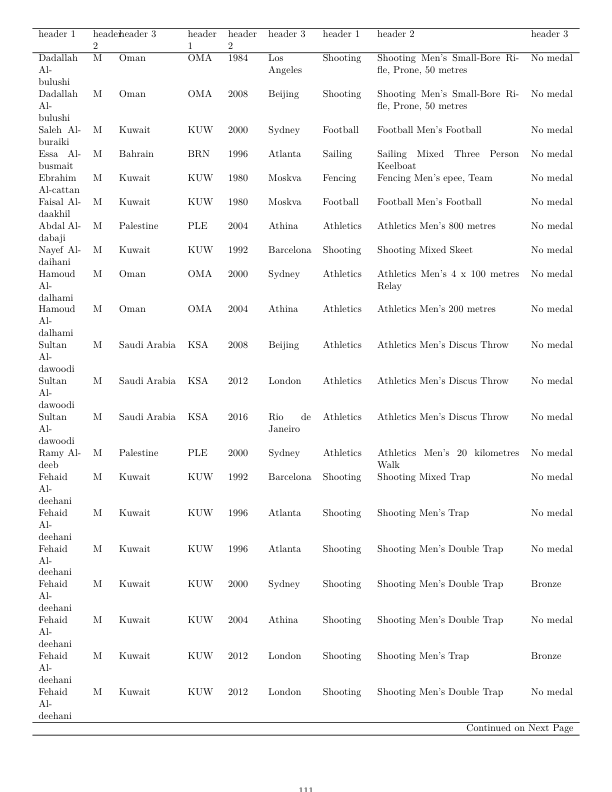 header 1 header 2 header 3 header 1 header 2 header 3 header 1 header 2 header 3
Dadallah Al-bulushi M Oman OMA 1984 Los Angeles Shooting Shooting Men's Small-Bore Rifle, Prone, 50 metres No medal
Dadallah Al-bulushi M Oman OMA 2008 Beijing Shooting Shooting Men's Small-Bore Rifle, Prone, 50 metres No medal
Saleh Al-buraiki M Kuwait KUW 2000 Sydney Football Football Men's Football No medal
Essa Al-busmait M Bahrain BRN 1996 Atlanta Sailing Sailing Mixed Three Person Keelboat No medal
Ebrahim Al-cattan M Kuwait KUW 1980 Moskva Fencing Fencing Men's epee, Team No medal
Faisal Al-daakhil M Kuwait KUW 1980 Moskva Football Football Men's Football No medal
Abdal Al-dabaji M Palestine PLE 2004 Athina Athletics Athletics Men's 800 metres No medal
Nayef Al-daihani M Kuwait KUW 1992 Barcelona Shooting Shooting Mixed Skeet No medal
Hamoud Al-dalhami M Oman OMA 2000 Sydney Athletics Athletics Men's 4 x 100 metres Relay No medal
Hamoud Al-dalhami M Oman OMA 2004 Athina Athletics Athletics Men's 200 metres No medal
Sultan Al-dawoodi M Saudi Arabia KSA 2008 Beijing Athletics Athletics Men's Discus Throw No medal
Sultan Al-dawoodi M Saudi Arabia KSA 2012 London Athletics Athletics Men's Discus Throw No medal
Sultan Al-dawoodi M Saudi Arabia KSA 2016 Rio de Janeiro Athletics Athletics Men's Discus Throw No medal
Ramy Al-deeb M Palestine PLE 2000 Sydney Athletics Athletics Men's 20 kilometres Walk No medal
Fehaid Al-deehani M Kuwait KUW 1992 Barcelona Shooting Shooting Mixed Trap No medal
Fehaid Al-deehani M Kuwait KUW 1996 Atlanta Shooting Shooting Men's Trap No medal
Fehaid Al-deehani M Kuwait KUW 1996 Atlanta Shooting Shooting Men's Double Trap No medal
Fehaid Al-deehani M Kuwait KUW 2000 Sydney Shooting Shooting Men's Double Trap Bronze
Fehaid Al-deehani M Kuwait KUW 2004 Athina Shooting Shooting Men's Double Trap No medal
Fehaid Al-deehani M Kuwait KUW 2012 London Shooting Shooting Men's Trap Bronze
Fehaid Al-deehani M Kuwait KUW 2012 London Shooting Shooting Men's Double Trap No medal
Continued on Next Page
111